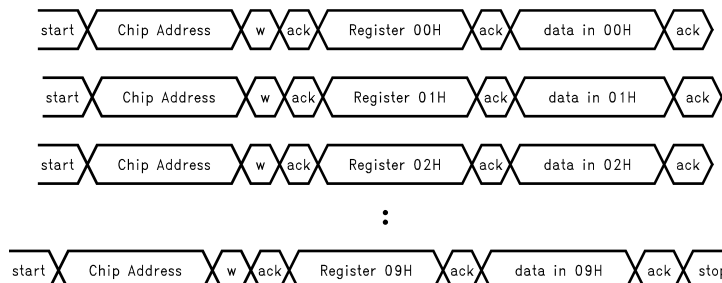 start Chip Address w ack Register 00H ack data in 00H ack
start Chip Address w ack Register 01H ack data in 01H ack
start Chip Address w ack Register 02H ack data in 02H ack
:
start Chip Address w ack Register 09H ack data in 09H ack stop